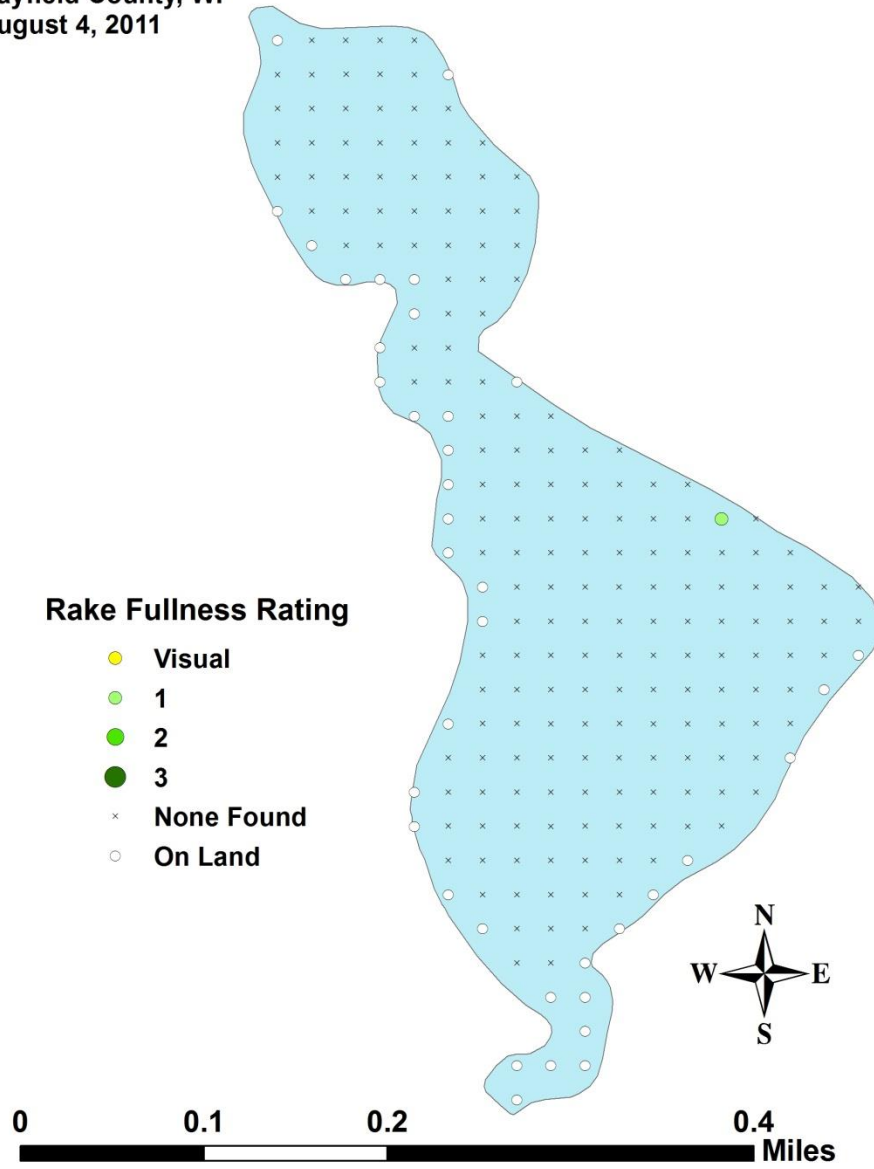 August 4, 2011
Rake Fullness Rating
Visual
1
2
3
None Found
On Land
N
W E
S
0 0.1 0.2 0.4
Miles